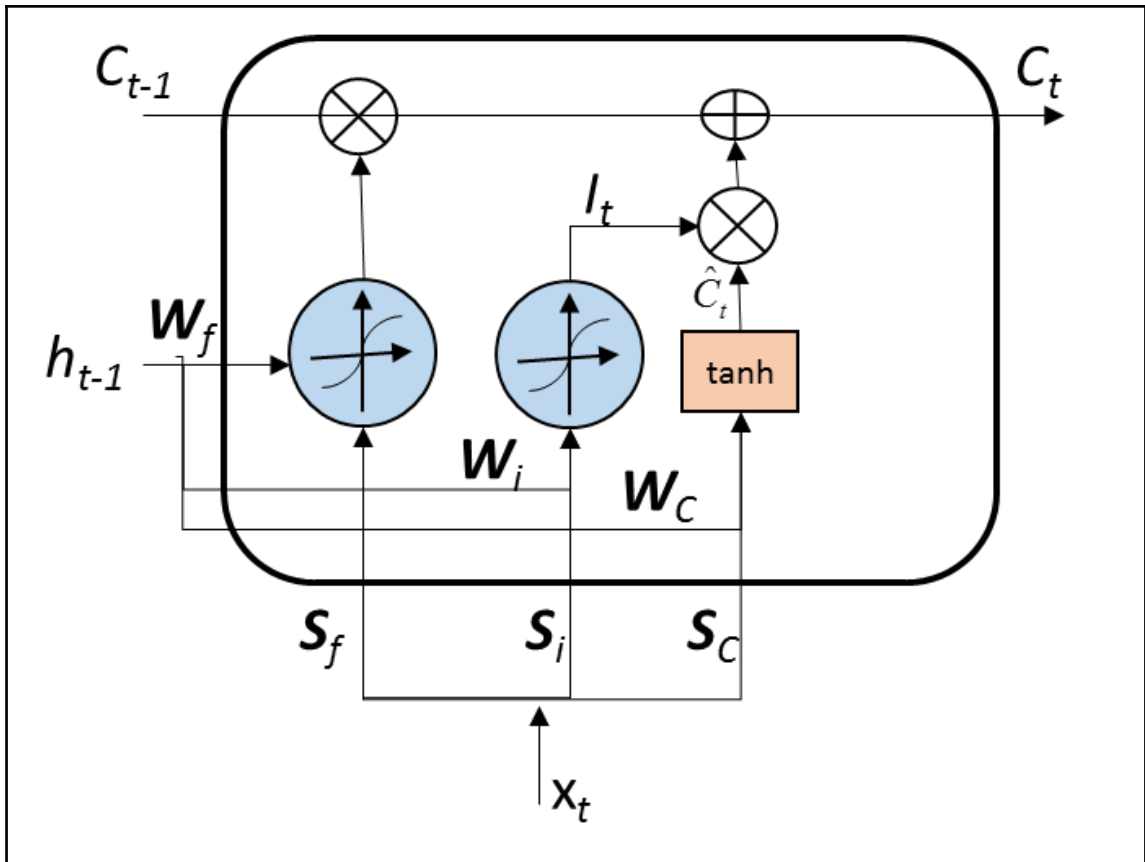 C_{t-1}
C_t
I_t
Ĉ_t
W_f
h_{t-1}
tanh
W_i
W_C
S_f
S_i
S_C
x_t